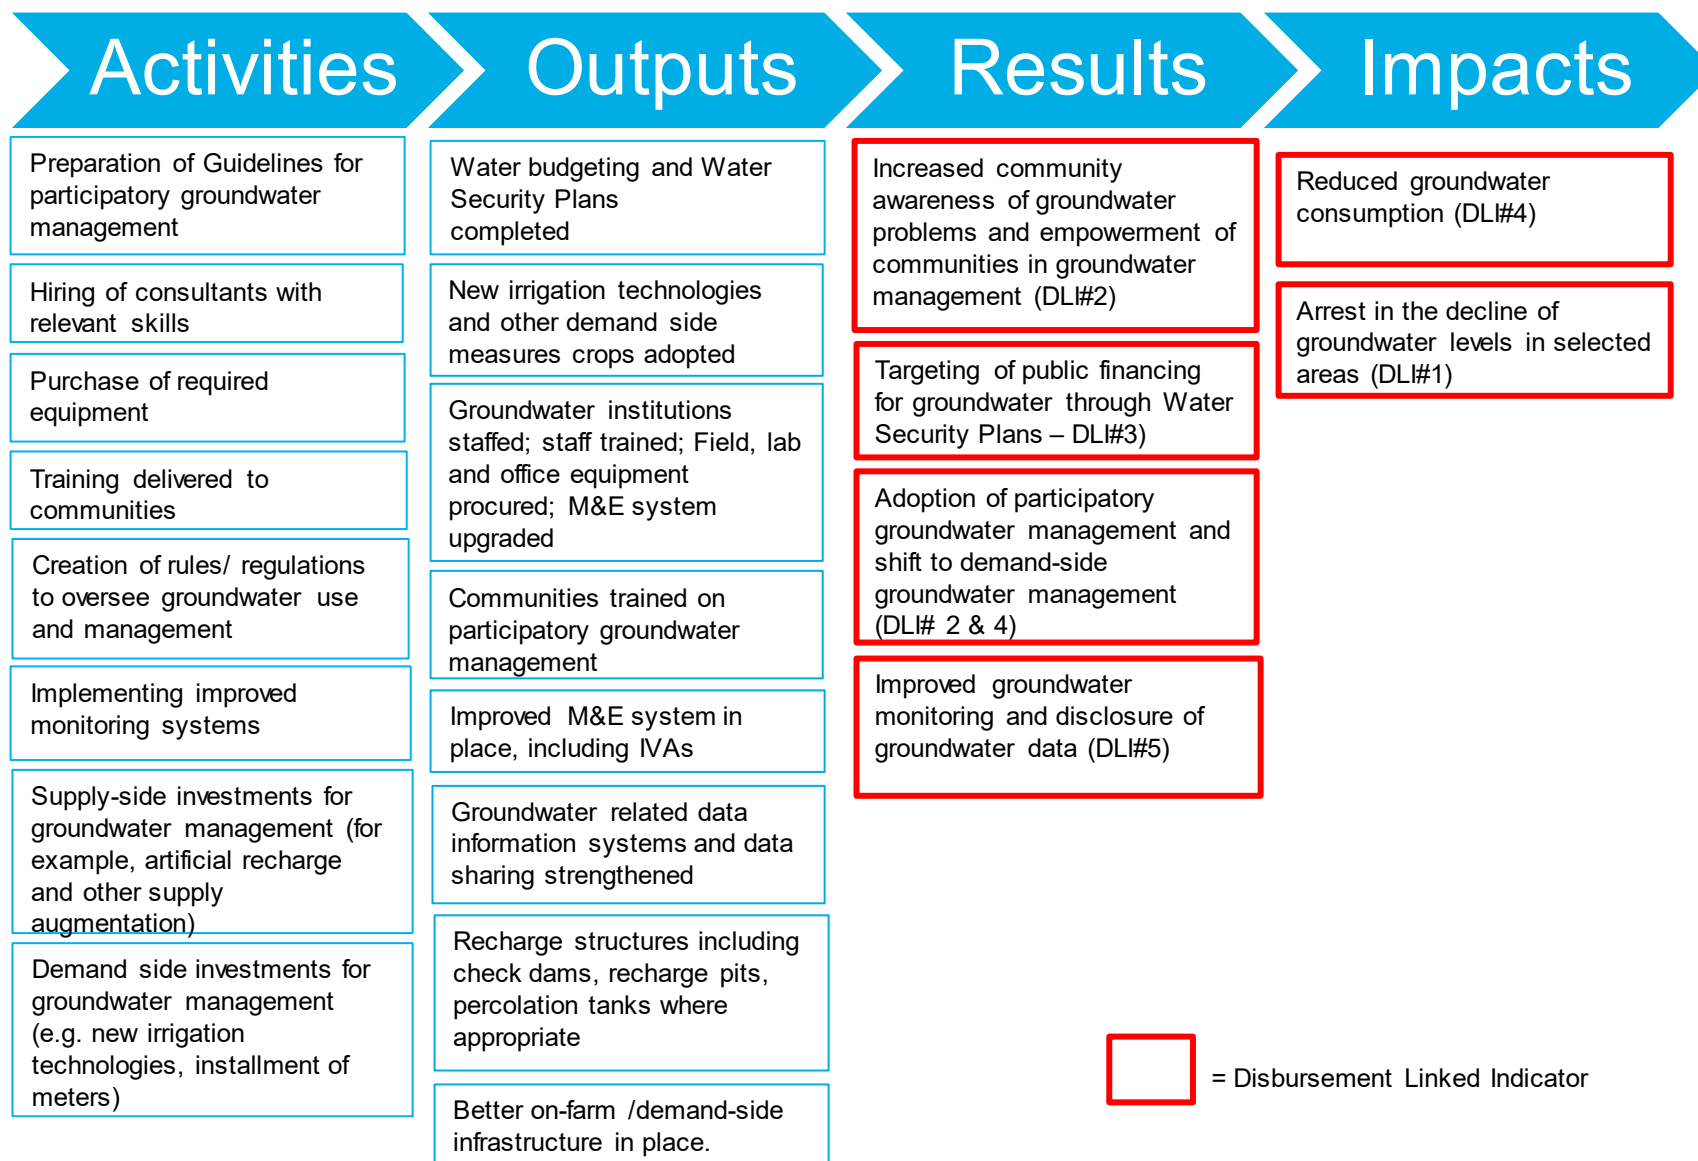 Activities
Outputs
Results
Impacts
Preparation of Guidelines for
participatory groundwater
management
Hiring of consultants with
relevant skills
Purchase of required
equipment
Training delivered to
communities
Creation of rules/ regulations
to oversee groundwater use
and management
Implementing improved
monitoring systems
Supply-side investments for
groundwater management (for
example, artificial recharge
and other supply
augmentation)
Demand side investments for
groundwater management
(e.g. new irrigation
technologies, installment of
meters)
Water budgeting and Water
Security Plans
completed
New irrigation technologies
and other demand side
measures crops adopted
Groundwater institutions
staffed; staff trained; Field, lab
and office equipment
procured; M&E system
upgraded
Communities trained on
participatory groundwater
management
Improved M&E system in
place, including IVAs
Groundwater related data
information systems and data
sharing strengthened
Recharge structures including
check dams, recharge pits,
percolation tanks where
appropriate
Better on-farm /demand-side
infrastructure in place.
Increased community
awareness of groundwater
problems and empowerment of
communities in groundwater
management (DLI#2)
Targeting of public financing
for groundwater through Water
Security Plans – DLI#3)
Adoption of participatory
groundwater management and
shift to demand-side
groundwater management
(DLI# 2 & 4)
Improved groundwater
monitoring and disclosure of
groundwater data (DLI#5)
Reduced groundwater
consumption (DLI#4)
Arrest in the decline of
groundwater levels in selected
areas (DLI#1)
= Disbursement Linked Indicator